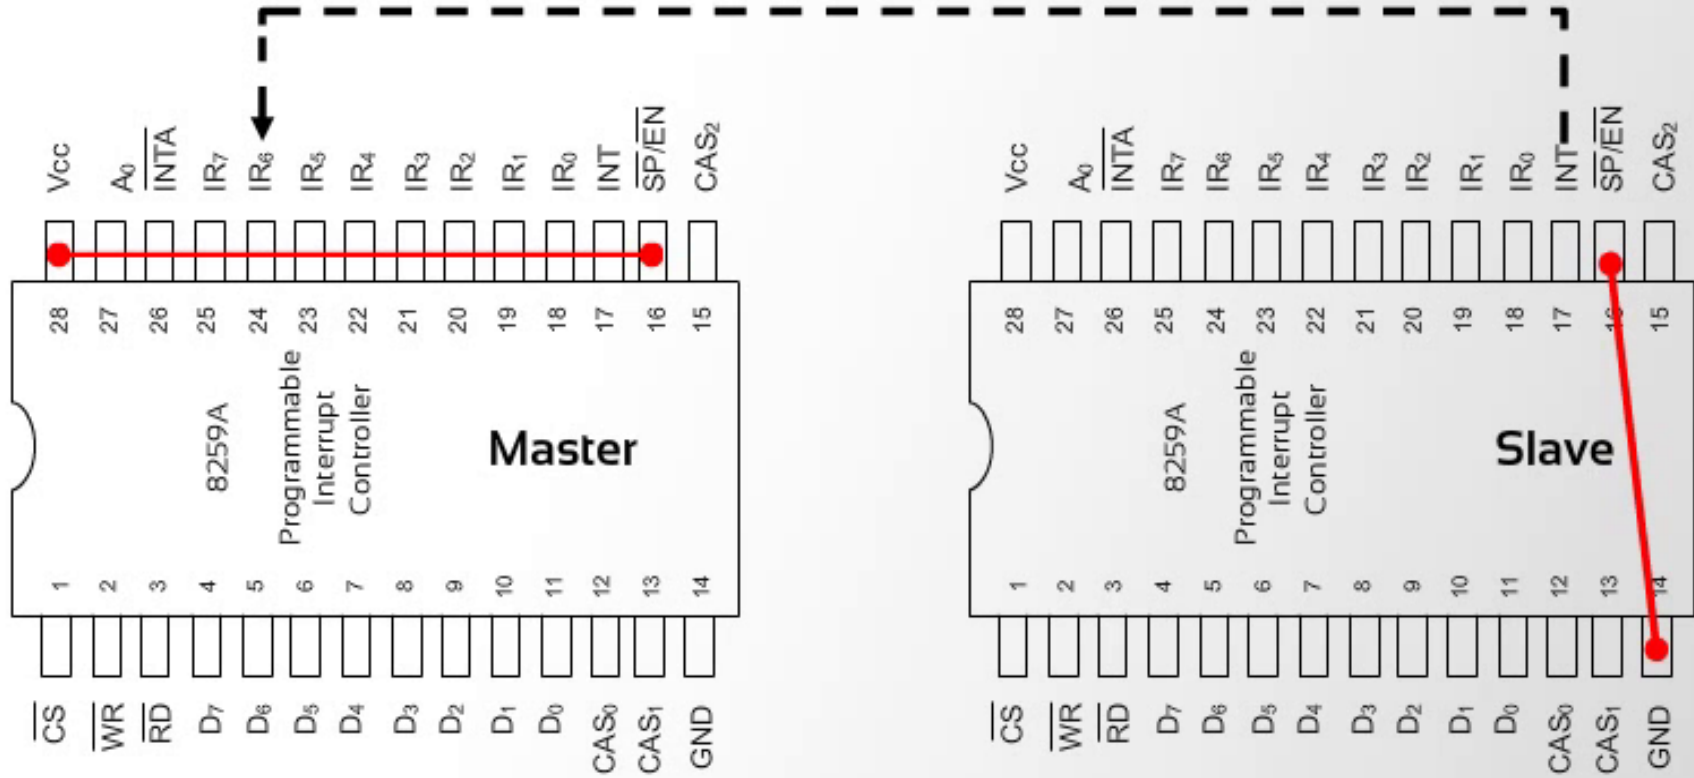 Vcc A₀ INTA IR₇ IR₆ IR₅ IR₄ IR₃ IR₂ IR₁ IR₀ INT SP/EN CAS₂
28 27 26 25 24 23 22 21 20 19 18 17 16 15
8259A
Programmable
Interrupt
Controller
Master
1 2 3 4 5 6 7 8 9 10 11 12 13 14
CS WR RD D₇ D₆ D₅ D₄ D₃ D₂ D₁ D₀ CAS₀ CAS₁ GND
Vcc A₀ INTA IR₇ IR₆ IR₅ IR₄ IR₃ IR₂ IR₁ IR₀ INT SP/EN CAS₂
28 27 26 25 24 23 22 21 20 19 18 17 16 15
8259A
Programmable
Interrupt
Controller
Slave
1 2 3 4 5 6 7 8 9 10 11 12 13 14
CS WR RD D₇ D₆ D₅ D₄ D₃ D₂ D₁ D₀ CAS₀ CAS₁ GND